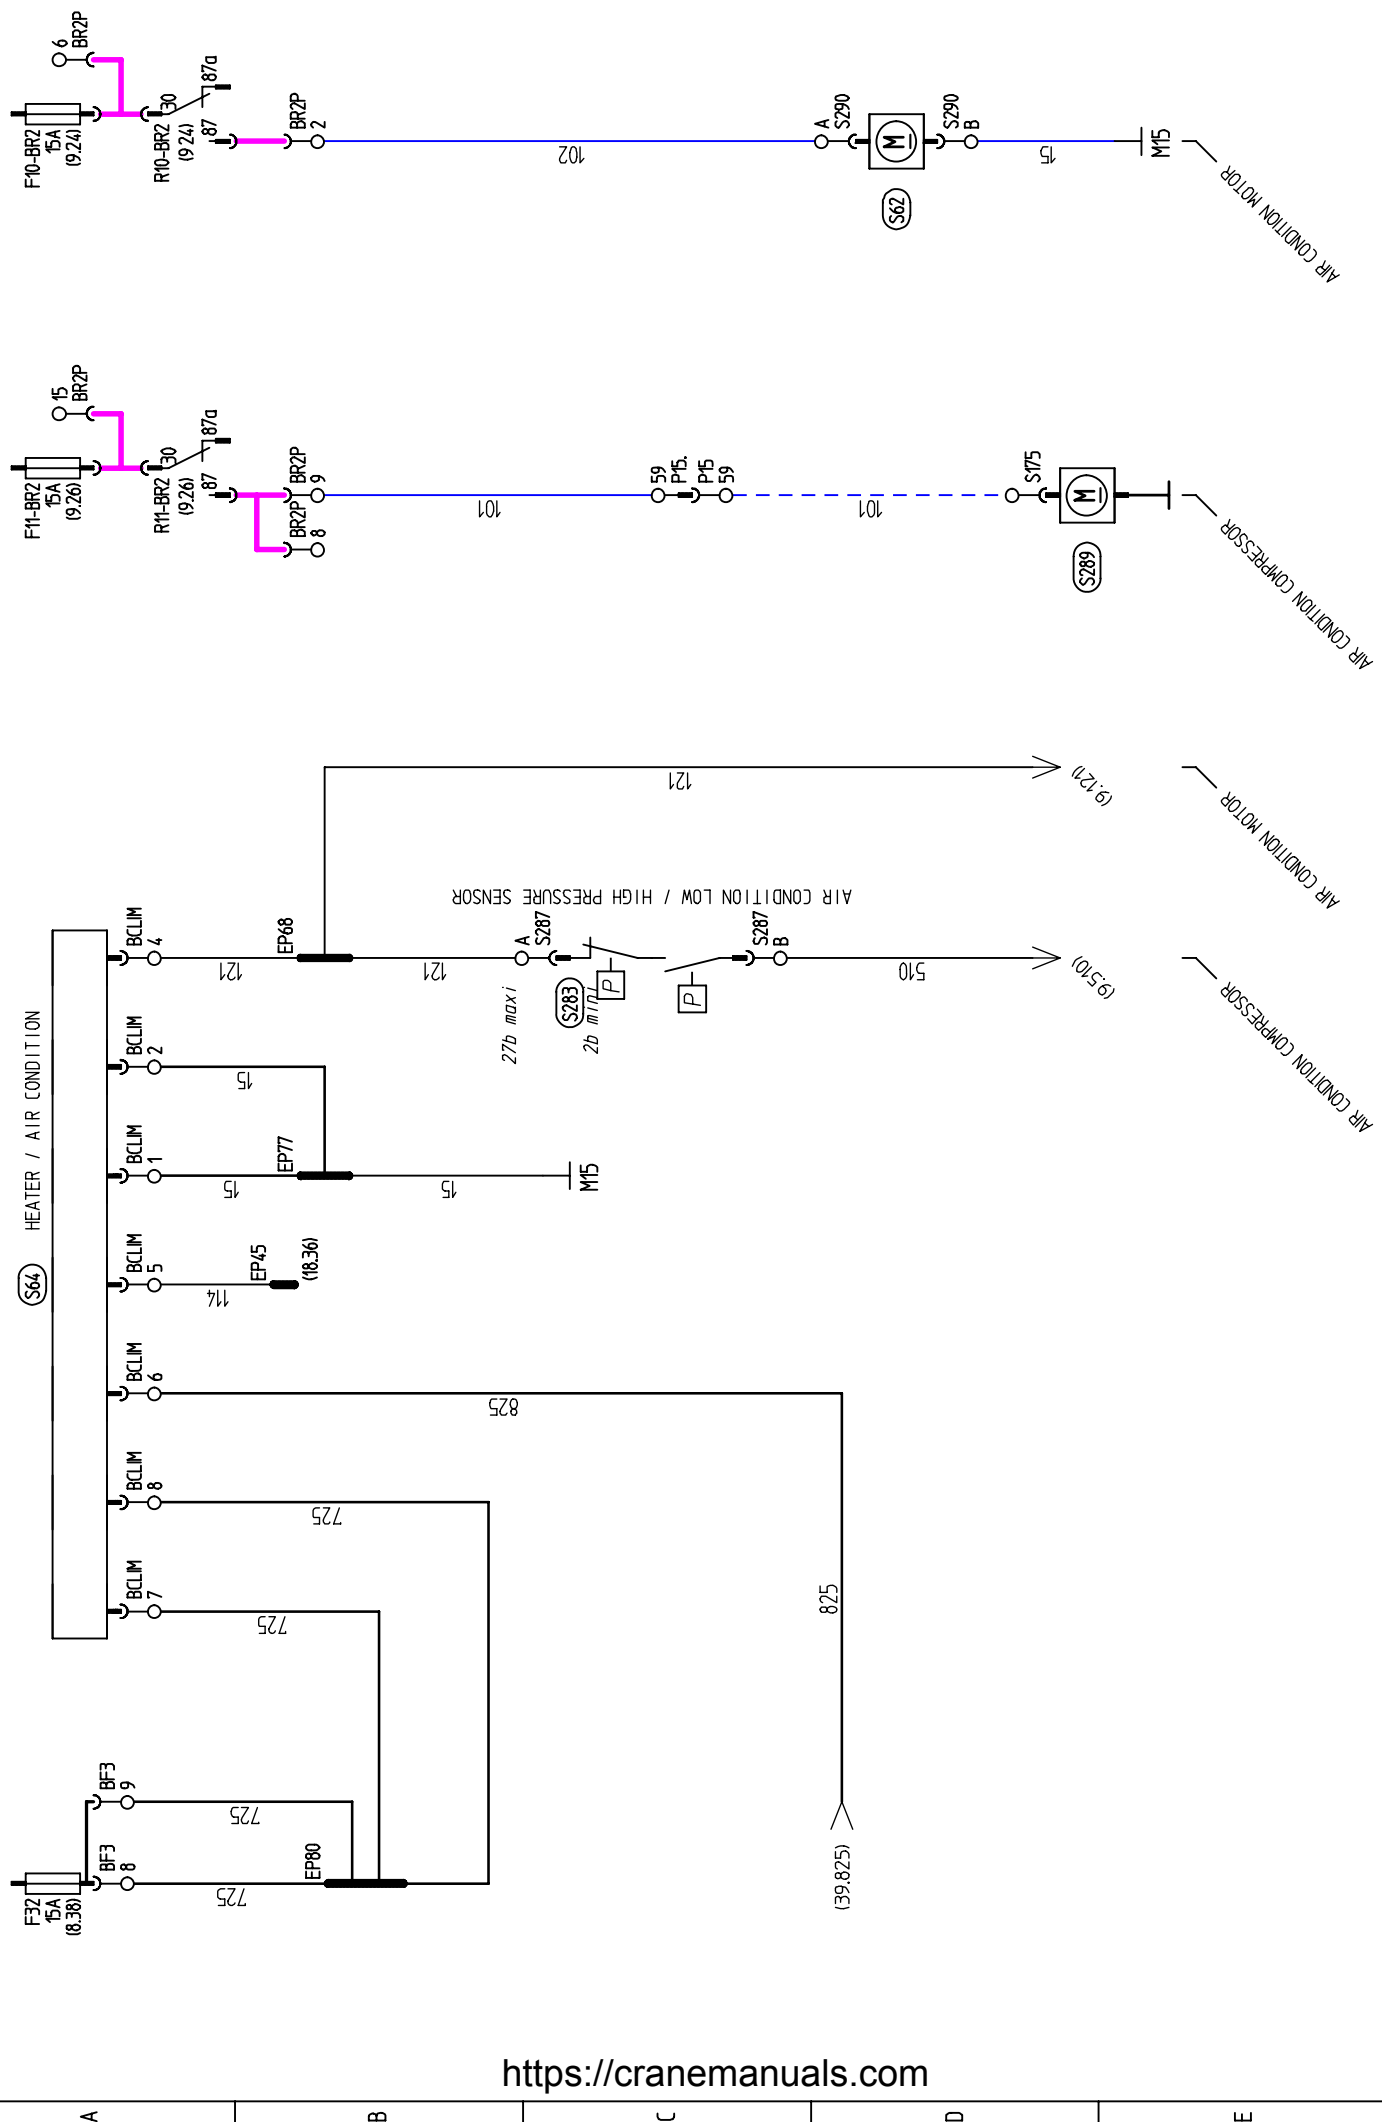 F32
15A
(8.38)
BF3
8
BF3
9
725
725
EP80
S64
HEATER / AIR CONDITION
BCLIM
7
725
BCLIM
8
725
BCLIM
6
825
825
(39.825)
BCLIM
5
114
EP45
(18.36)
BCLIM
1
15
EP77
15
M15
BCLIM
2
15
BCLIM
4
121
EP68
121
121
(9.121)
AIR CONDITION MOTOR
AIR CONDITION LOW / HIGH PRESSURE SENSOR
A
S287
27b maxi
S283
2b mini
P
P
S287
B
510
(9.510)
AIR CONDITION COMPRESSOR
F11-BR2
15A
(9.26)
15
BR2P
30
R11-BR2
(9.26)
87
87a
BR2P
9
BR2P
8
101
59
P15.
P15
59
101
S175
M
S289
AIR CONDITION COMPRESSOR
F10-BR2
15A
(9.24)
6
BR2P
30
R10-BR2
(9.24)
87
87a
BR2P
2
102
A
S290
M
S62
S290
B
15
M15
AIR CONDITION MOTOR
https://cranemanuals.com
A
B
C
D
E